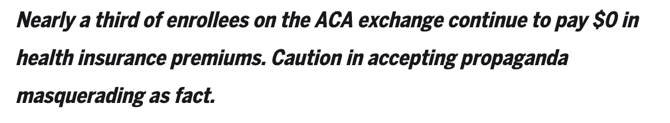 Nearly a third of enrollees on the ACA exchange continue to pay $0 in
health insurance premiums. Caution in accepting propaganda
masquerading as fact.